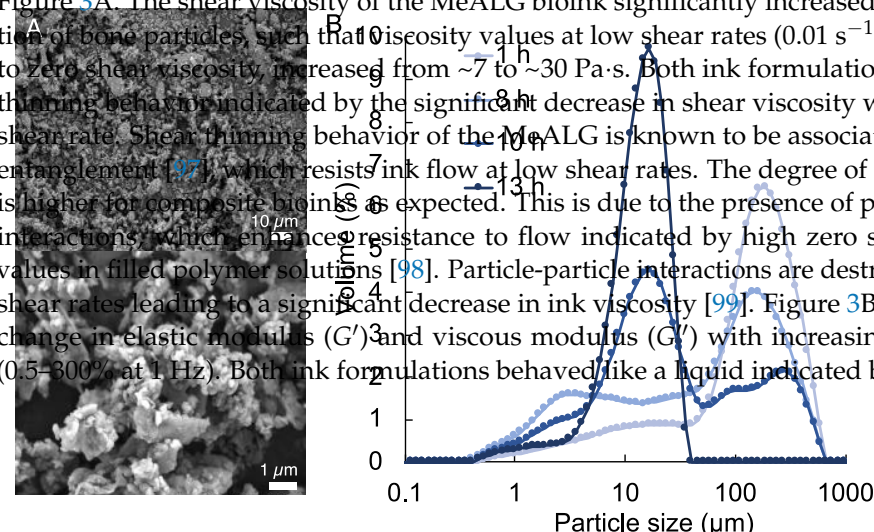 Figure 3A. The shear viscosity of the MeALG bioink significantly increased
tion of bone particles, such that viscosity values at low shear rates (0.01 s−1
to zero shear viscosity, increased from ~7 to ~30 Pa·s. Both ink formulatio
thinning behavior indicated by the significant decrease in shear viscosity w
shear rate. Shear thinning behavior of the MeALG is known to be associa
entanglement [97], which resists ink flow at low shear rates. The degree of
is higher for composite bioinks as expected. This is due to the presence of p
interactions, which enhances resistance to flow indicated by high zero s
values in filled polymer solutions [98]. Particle-particle interactions are destr
shear rates leading to a significant decrease in ink viscosity [99]. Figure 3B
change in elastic modulus (G′) and viscous modulus (G″) with increasin
(0.5–300% at 1 Hz). Both ink formulations behaved like a liquid indicated b
A
10 µm
1 µm
B
Volume (%)
10
9
8
7
6
5
4
3
2
1
0
1 h
8 h
10 h
13 h
0.1 1 10 100 1000
Particle size (µm)